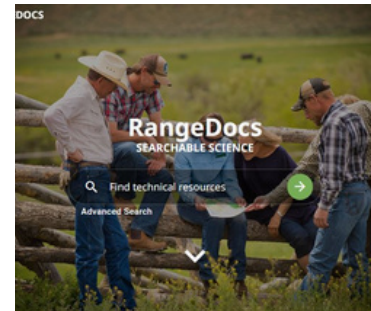 DOCS
RangeDocs
SEARCHABLE SCIENCE
Find technical resources
Advanced Search